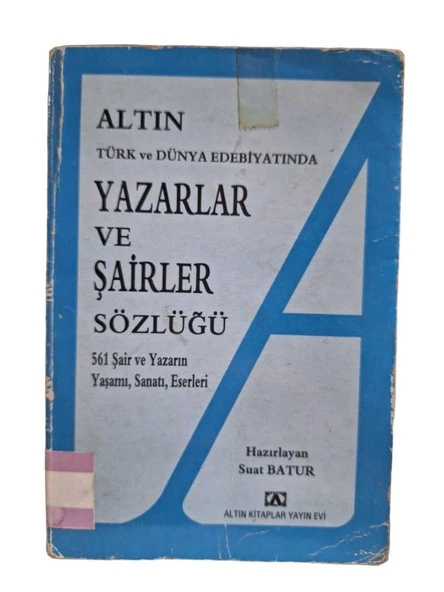 ALTIN
TÜRK ve DÜNYA EDEBİYATINDA
YAZARLAR
VE
ŞAİRLER
SÖZLÜĞÜ
561 Şair ve Yazarın
Yaşamı, Sanatı, Eserleri
Hazırlayan
Suat BATUR
ALTIN KİTAPLAR YAYIN EVİ